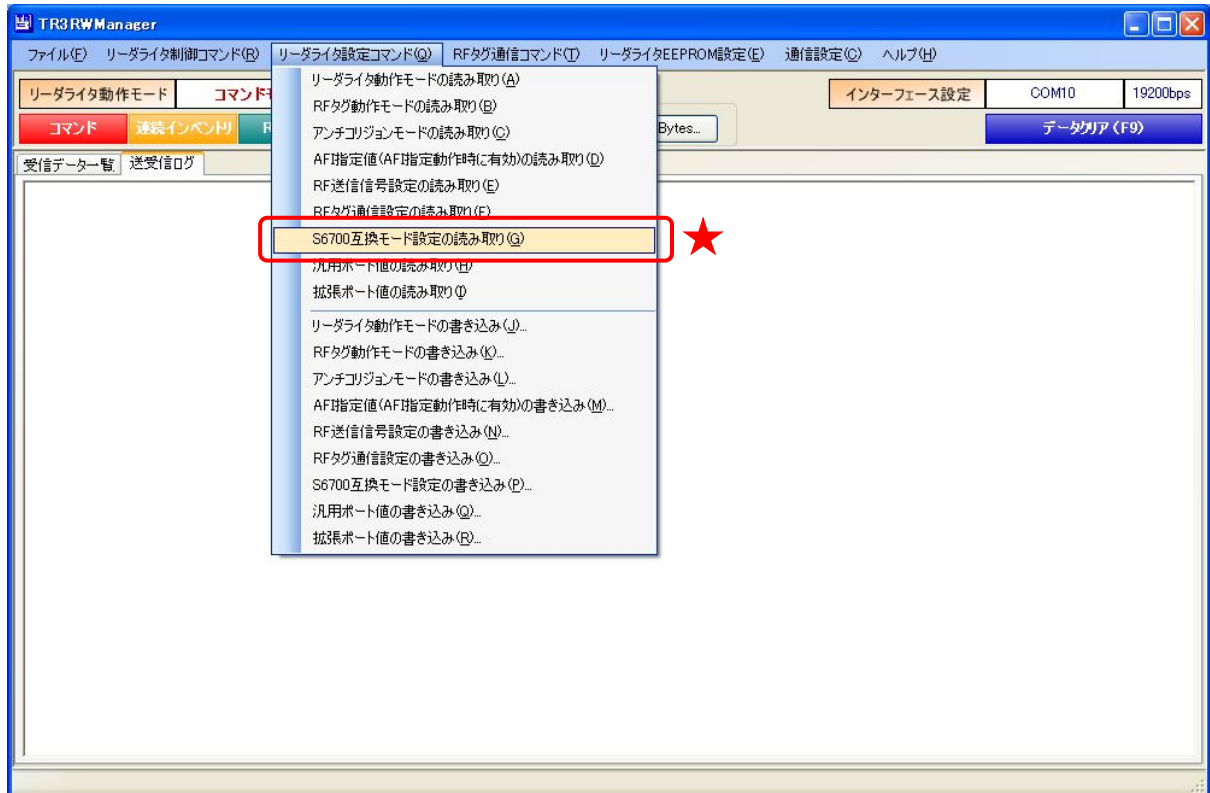 TR3RWManager
ファイル(F) リーダライタ制御コマンド(R) リーダライタ設定コマンド(Q) RFタグ通信コマンド(T) リーダライタEEPROM設定(E) 通信設定(C) ヘルプ(H)
リーダライタ動作モード コマンド
インターフェース設定 COM10 19200bps
コマンド 連続インベントリ R
Bytes...
データクリア(F9)
受信データ一覧 送受信ログ
リーダライタ動作モードの読み取り(A)
RFタグ動作モードの読み取り(B)
アンチコリジョンモードの読み取り(C)
AFI指定値(AFI指定動作時に有効)の読み取り(D)
RF送信信号設定の読み取り(E)
RFタグ通信設定の読み取り(F)
S6700互換モード設定の読み取り(G)
汎用ポート値の読み取り(H)
拡張ポート値の読み取り(I)
リーダライタ動作モードの書き込み(J)...
RFタグ動作モードの書き込み(K)...
アンチコリジョンモードの書き込み(L)...
AFI指定値(AFI指定動作時に有効)の書き込み(M)...
RF送信信号設定の書き込み(N)...
RFタグ通信設定の書き込み(O)...
S6700互換モード設定の書き込み(P)...
汎用ポート値の書き込み(Q)...
拡張ポート値の書き込み(R)...